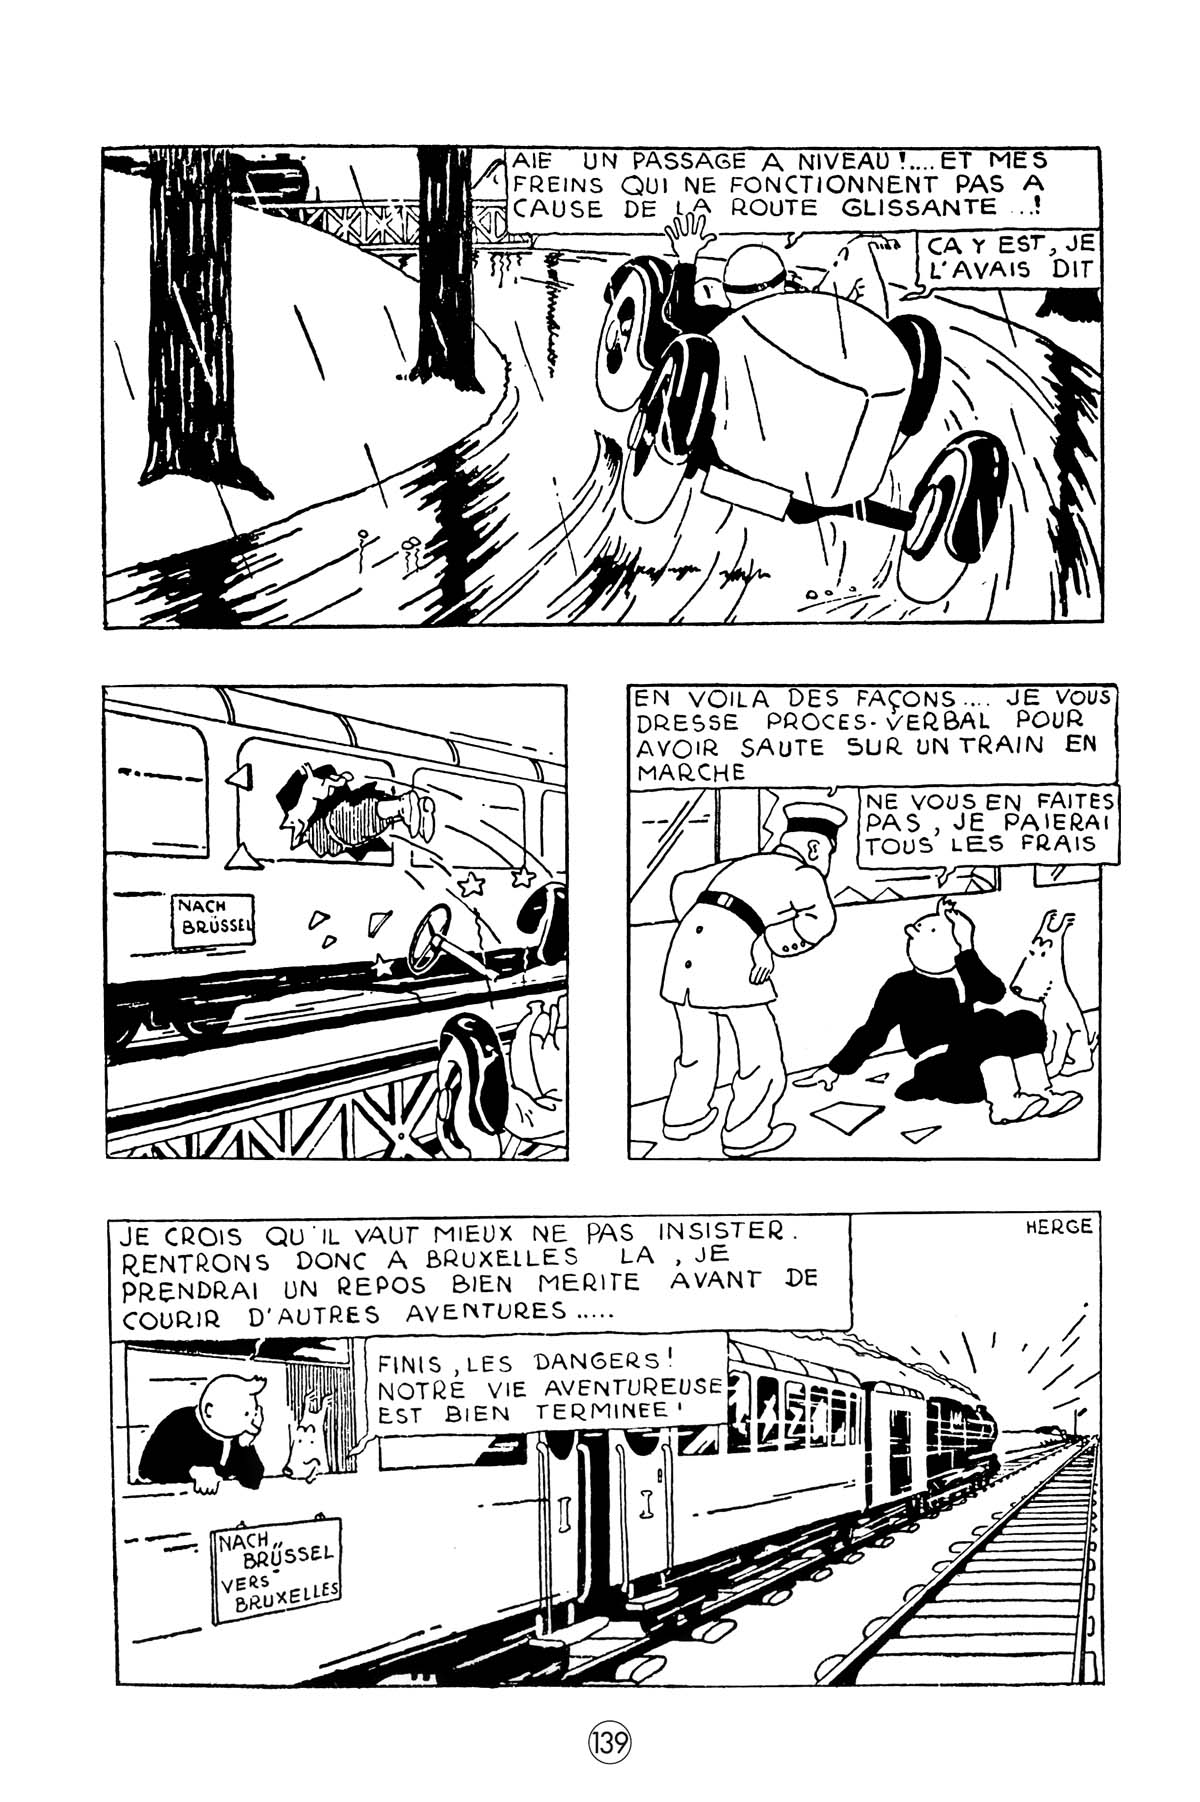 AIE UN PASSAGE A NIVEAU!....ET MES
FREINS QUI NE FONCTIONNENT PAS A
CAUSE DE LA ROUTE GLISSANTE ...!
CA Y EST, JE
L'AVAIS DIT
NACH
BRÜSSEL
EN VOILA DES FAÇONS.... JE VOUS
DRESSE PROCES-VERBAL POUR
AVOIR SAUTE SUR UN TRAIN EN
MARCHE
NE VOUS EN FAITES
PAS, JE PAIERAI
TOUS LES FRAIS
JE CROIS QU'IL VAUT MIEUX NE PAS INSISTER.
RENTRONS DONC A BRUXELLES LA, JE
PRENDRAI UN REPOS BIEN MERITE AVANT DE
COURIR D'AUTRES AVENTURES.....
HERGE
FINIS, LES DANGERS!
NOTRE VIE AVENTUREUSE
EST BIEN TERMINEE!
NACH
BRÜSSEL
VERS
BRUXELLES
139